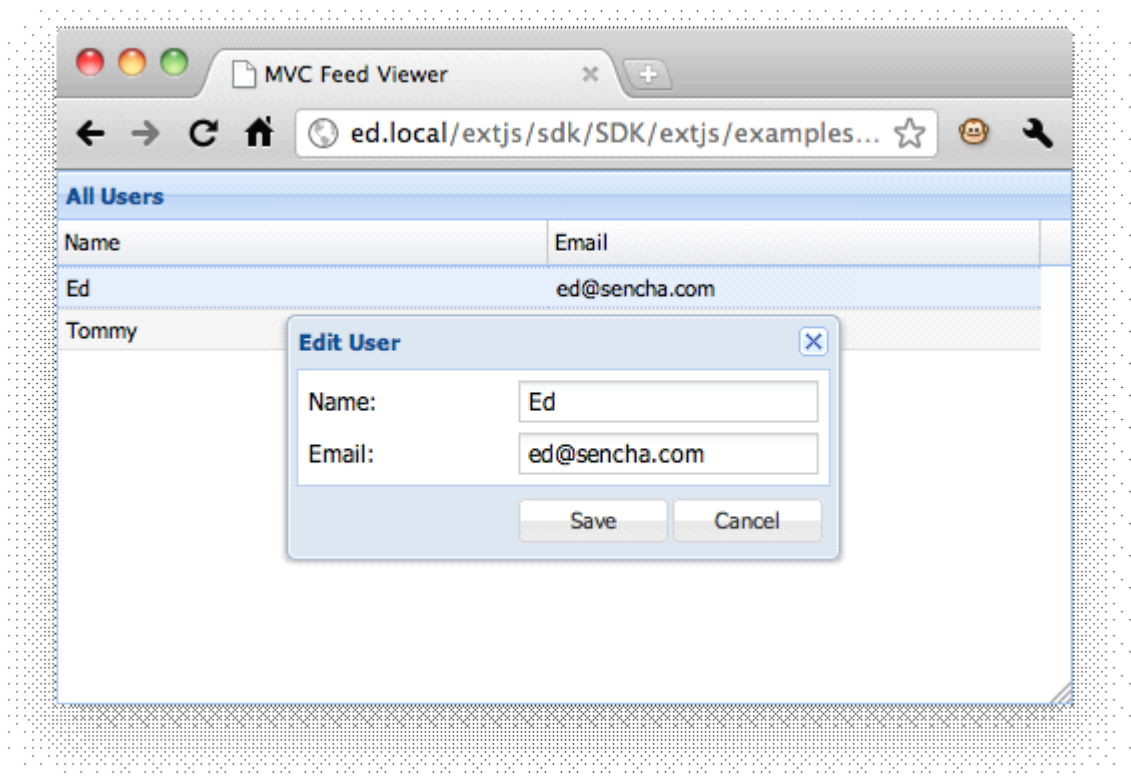 MVC Feed Viewer
ed.local/extjs/sdk/SDK/extjs/examples...
All Users
Name Email
Ed ed@sencha.com
Tommy
Edit User
Name: Ed
Email: ed@sencha.com
Save Cancel